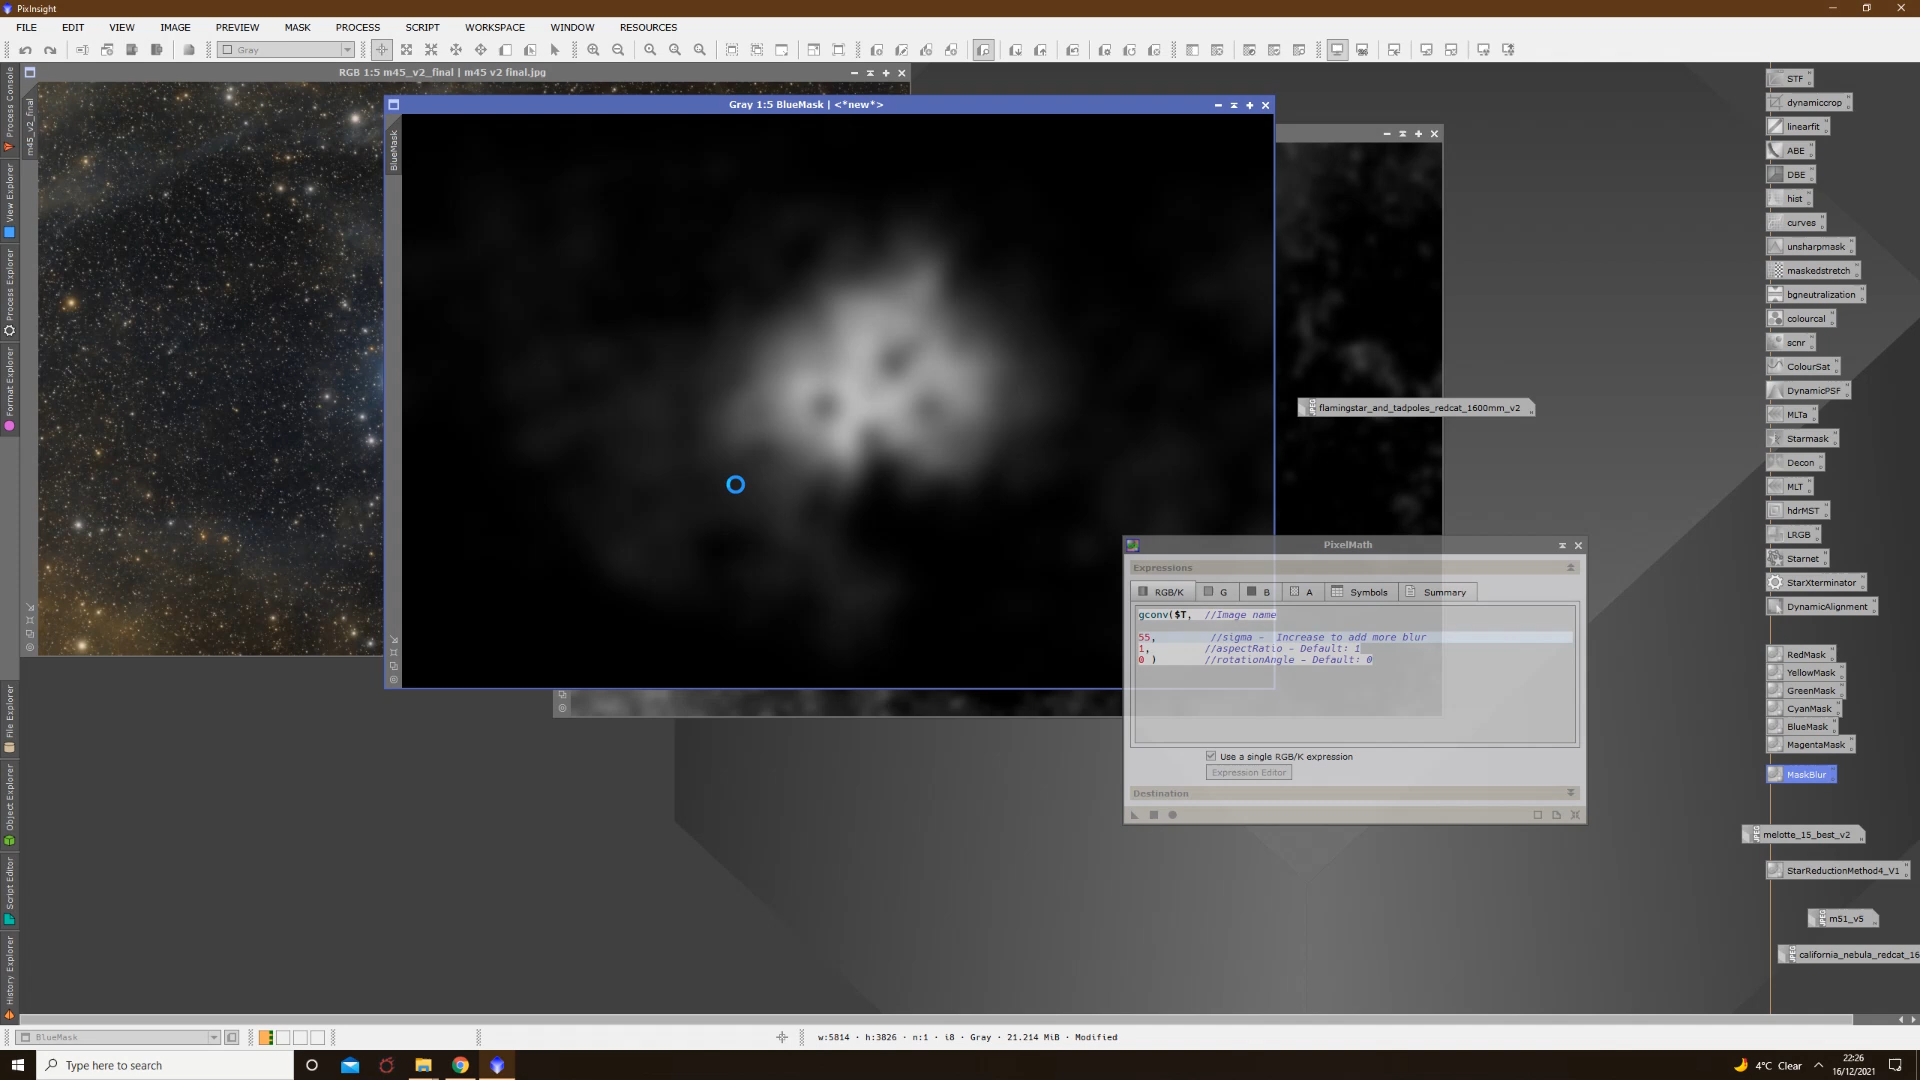 PixInsight
FILE EDIT VIEW IMAGE PREVIEW MASK PROCESS SCRIPT WORKSPACE WINDOW RESOURCES
Gray
RGB 1:5 m45_v2_final | m45 v2 final.jpg
Gray 1:5 BlueMask | <*new*>
m45_v2_final
BlueMask
Process Console
View Explorer
Process Explorer
Format Explorer
File Explorer
Object Explorer
Script Editor
History Explorer
flamingstar_and_tadpoles_redcat_1600mm_v2
PixelMath
Expressions
RGB/K G B A Symbols Summary
gconv($T, //Image name
55, //sigma - Increase to add more blur
1, //aspectRatio - Default: 1
0 ) //rotationAngle - Default: 0
Use a single RGB/K expression
Expression Editor
Destination
STF
dynamiccrop
linearfit
ABE
DBE
hist
curves
unsharpmask
maskedstretch
bgneutralization
colourcal
scnr
ColourSat
DynamicPSF
MLTa
Starmask
Decon
MLT
hdrMST
LRGB
Starnet
StarXterminator
DynamicAlignment
RedMask
YellowMask
GreenMask
CyanMask
BlueMask
MagentaMask
MaskBlur
melotte_15_best_v2
StarReductionMethod4_V1
m51_v5
california_nebula_redcat_16
BlueMask
w:5814 · h:3826 · n:1 · i8 · Gray · 21.214 MiB · Modified
Type here to search
4°C Clear
22:26
16/12/2021